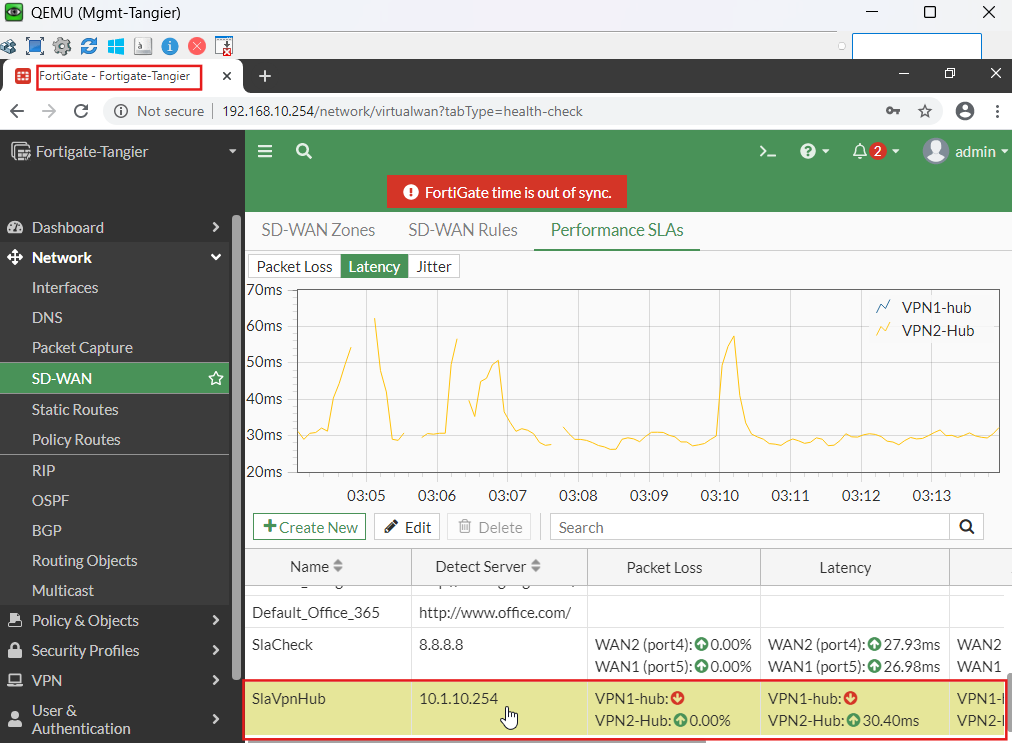 QEMU (Mgmt-Tangier)
FortiGate - Fortigate-Tangier
Not secure 192.168.10.254/network/virtualwan?tabType=health-check
Fortigate-Tangier
2 admin
FortiGate time is out of sync.
Dashboard
Network
Interfaces
DNS
Packet Capture
SD-WAN
Static Routes
Policy Routes
RIP
OSPF
BGP
Routing Objects
Multicast
Policy & Objects
Security Profiles
VPN
User &
Authentication
SD-WAN Zones SD-WAN Rules Performance SLAs
Packet Loss Latency Jitter
70ms
60ms
50ms
40ms
30ms
20ms
VPN1-hub
VPN2-Hub
03:05 03:06 03:07 03:08 03:09 03:10 03:11 03:12 03:13
Create New Edit Delete Search
Name Detect Server Packet Loss Latency
Default_Office_365 http://www.office.com/
SlaCheck 8.8.8.8 WAN2 (port4): 0.00% WAN2 (port4): 27.93ms WAN2
WAN1 (port5): 0.00% WAN1 (port5): 26.98ms WAN1
SlaVpnHub 10.1.10.254 VPN1-hub: VPN1-hub: VPN1-
VPN2-Hub: 0.00% VPN2-Hub: 30.40ms VPN2-